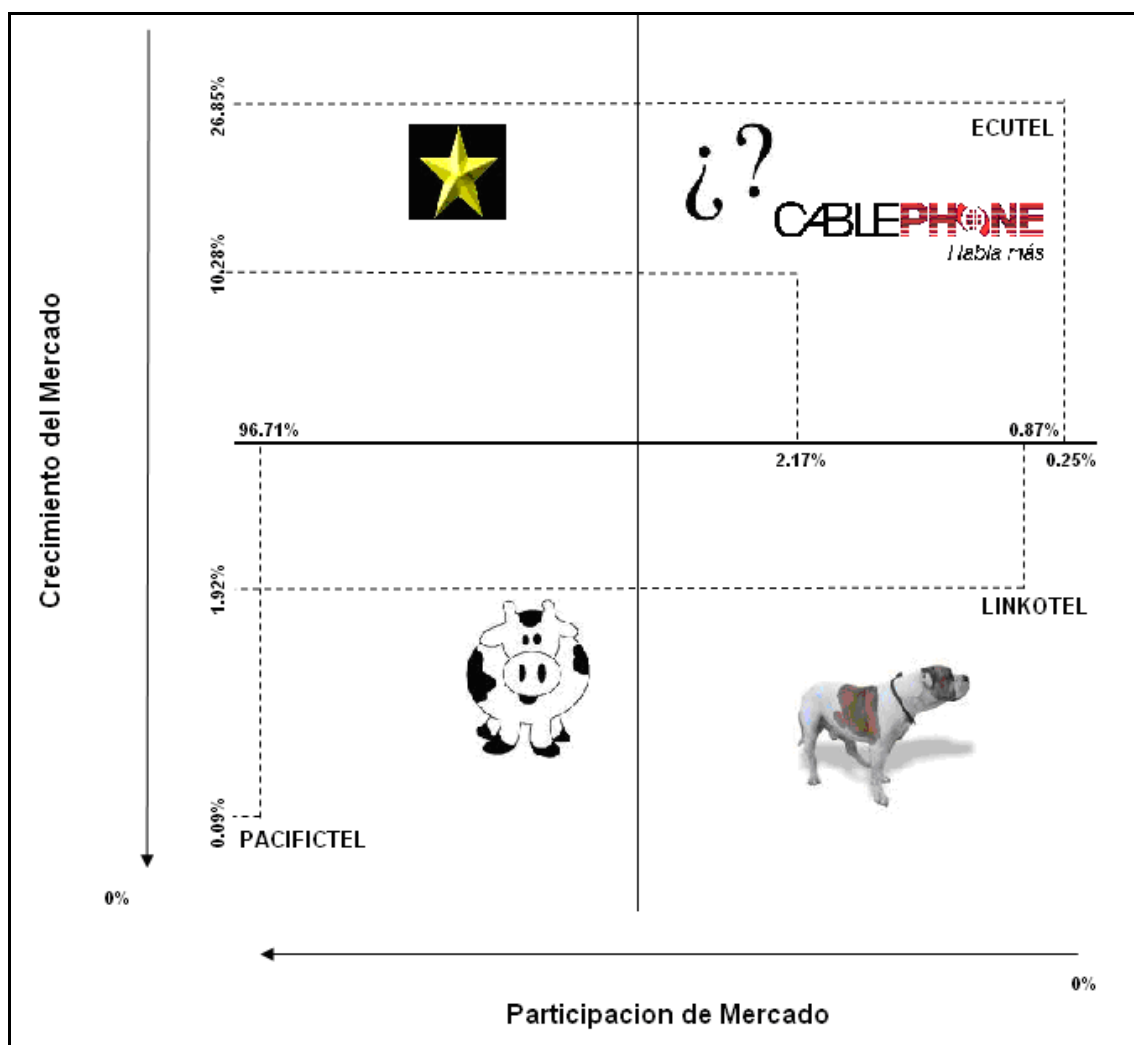 26.85%
ECUTEL
¿?
CABLEPHONE
Habla más
10.28%
Crecimiento del Mercado
96.71%
0.87%
2.17%
0.25%
1.92%
LINKOTEL
0.09%
PACIFICTEL
0%
0%
Participacion de Mercado